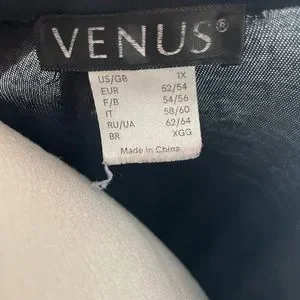 VENUS®
US/GB 1X
EUR 52/54
F/B 54/56
IT 58/60
RU/UA 62/64
BR XGG
Made in China